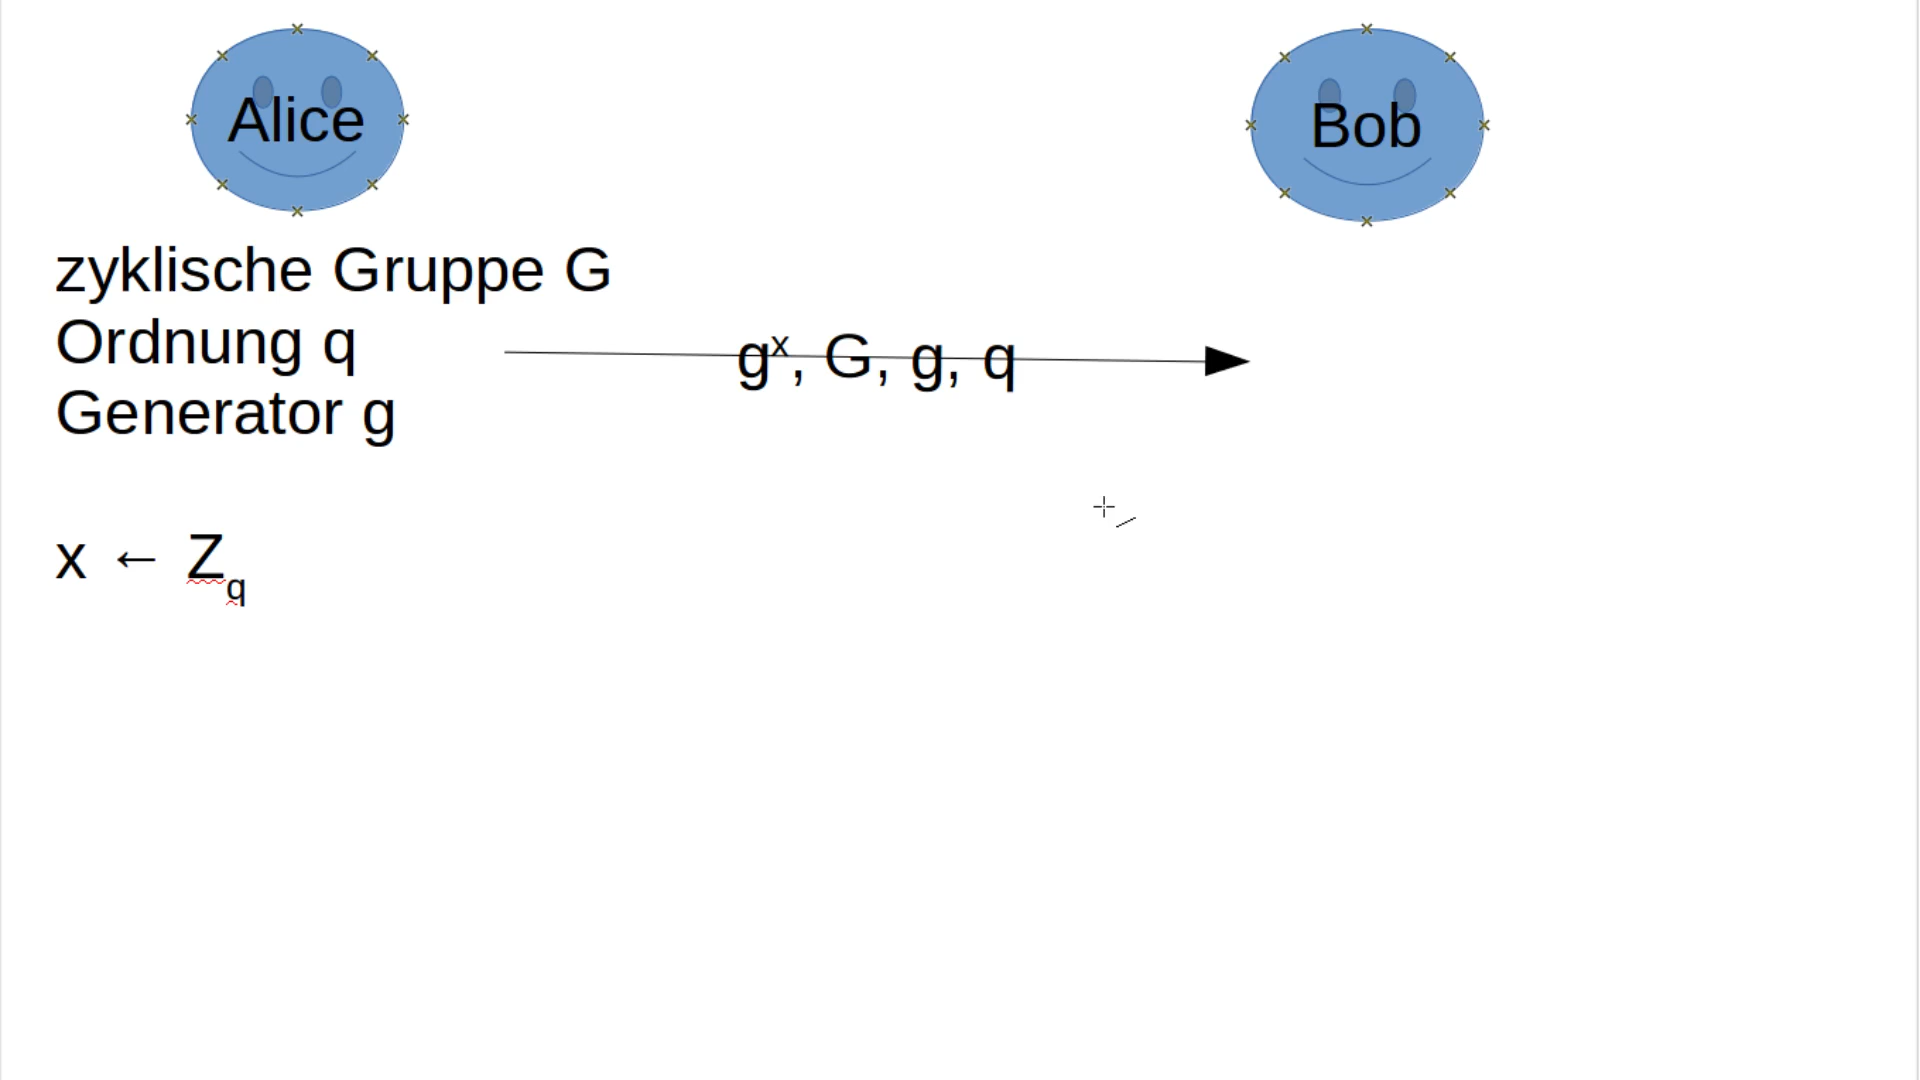 Alice
Bob
zyklische Gruppe G
Ordnung q
Generator g
gˣ, G, g, q
x ← Z_q